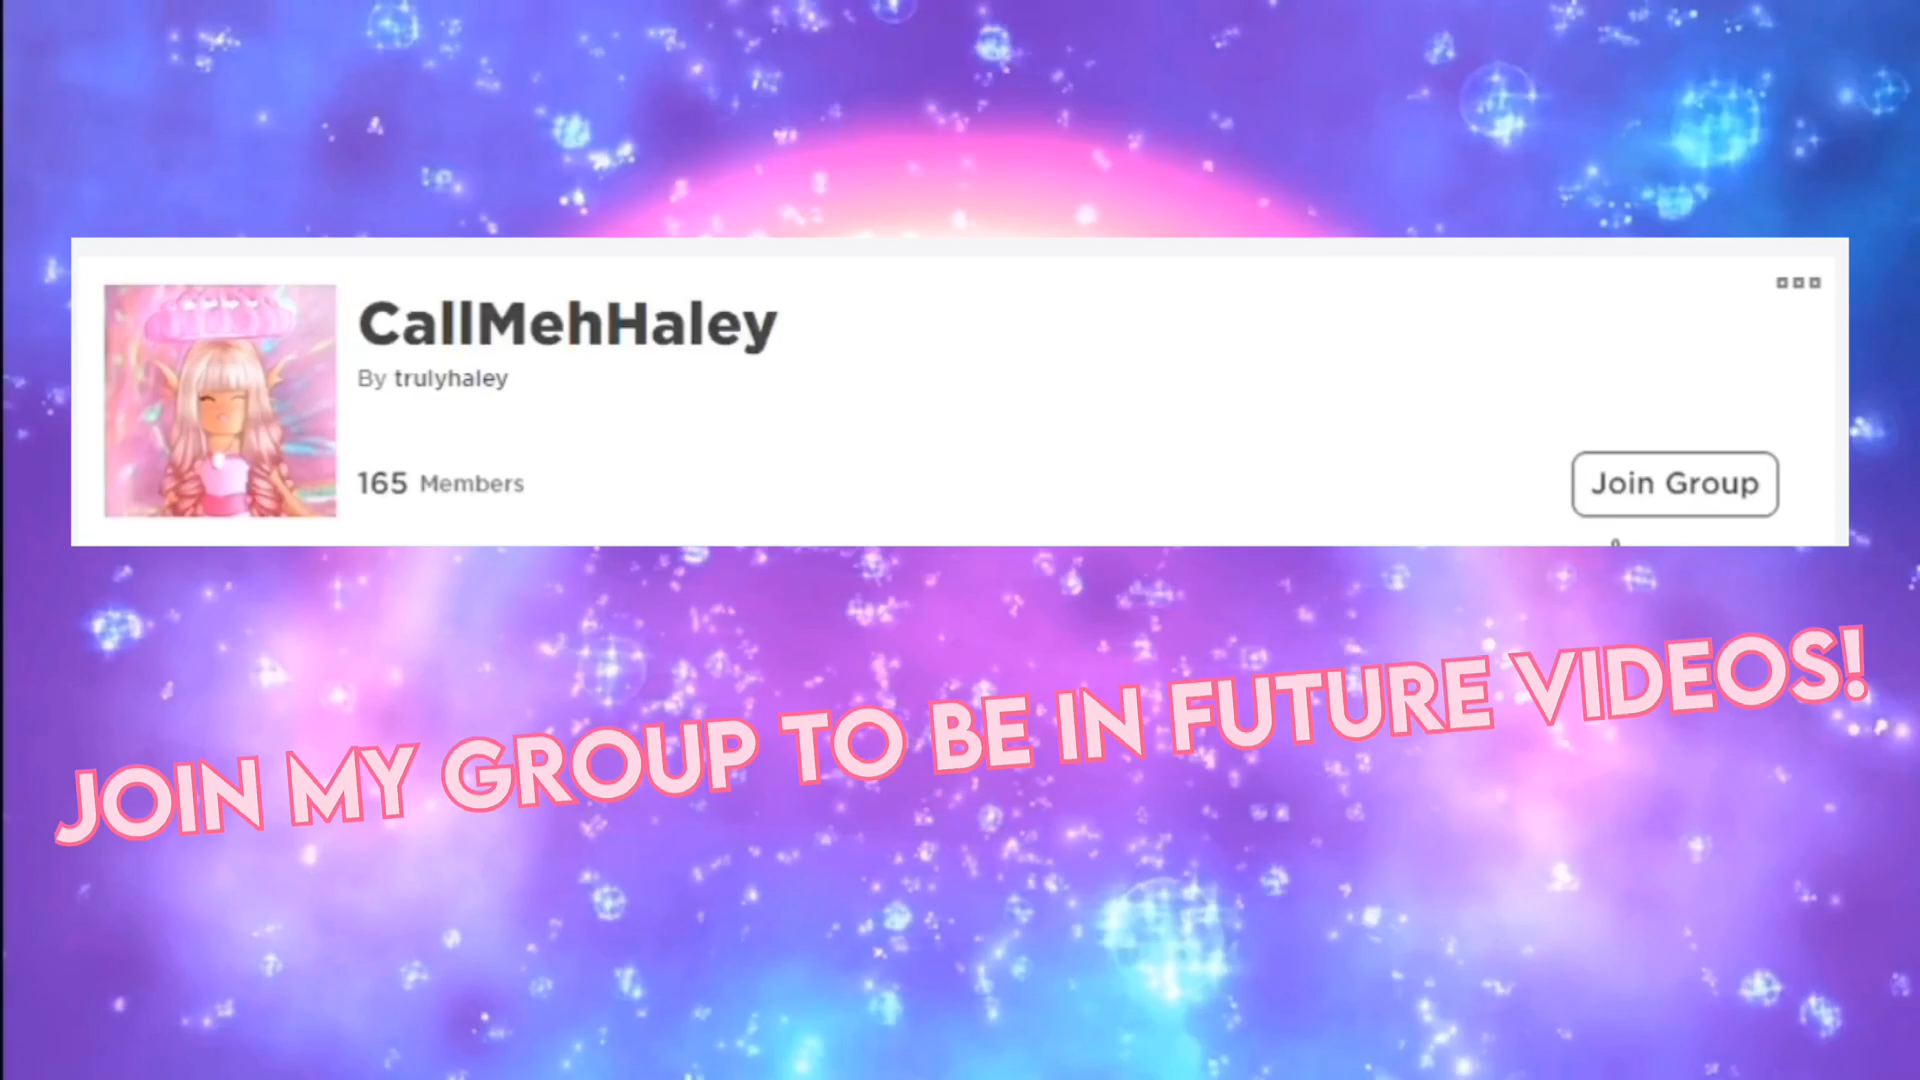 CallMehHaley
By trulyhaley
165 Members
Join Group
JOIN MY GROUP TO BE IN FUTURE VIDEOS!